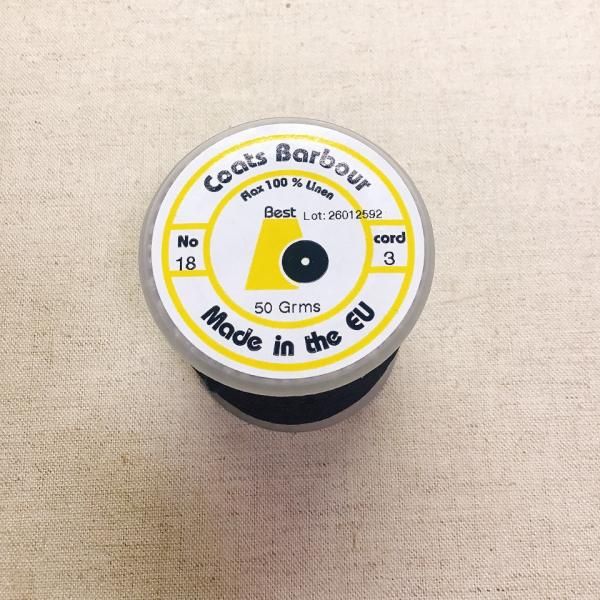 Coats Barbour
Flax 100 % Linen
Best Lot: 26012592
No
18
cord
3
50 Grms
Made in the EU